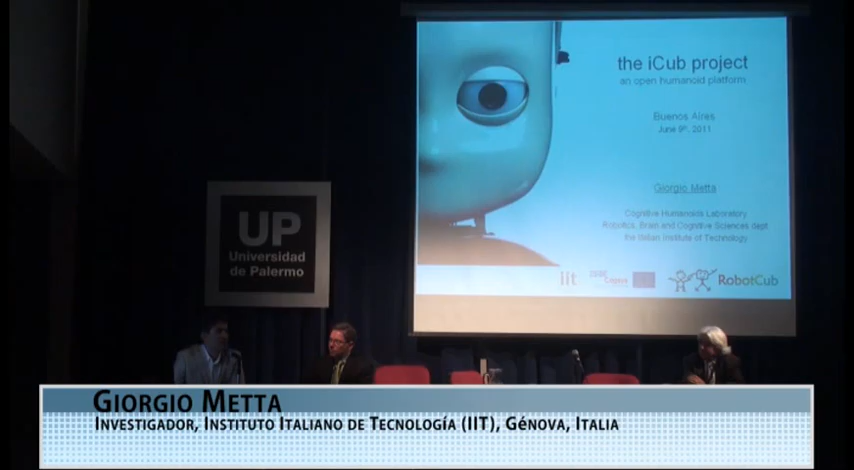 the iCub project
an open humanoid platform
Buenos Aires
June 9th, 2011
Giorgio Metta
Cognitive Humanoids Laboratory
Robotics, Brain and Cognitive Sciences dept
the Italian Institute of Technology
iit
RobotCub
UP
Universidad
de Palermo
GIORGIO METTA
INVESTIGADOR, INSTITUTO ITALIANO DE TECNOLOGÍA (IIT), GÉNOVA, ITALIA